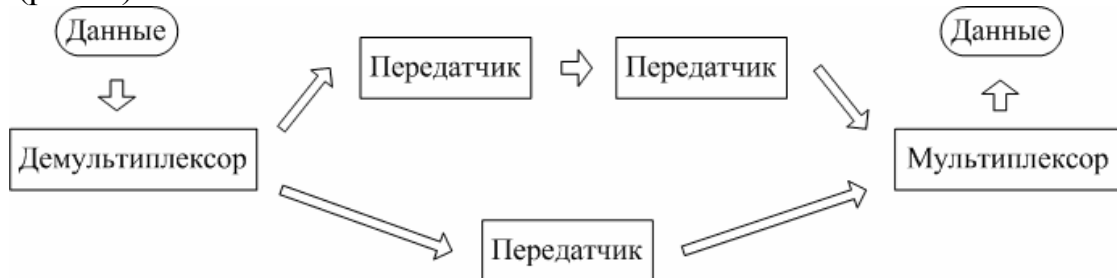 Данные
Данные
Передатчик
Передатчик
Демультиплексор
Мультиплексор
Передатчик